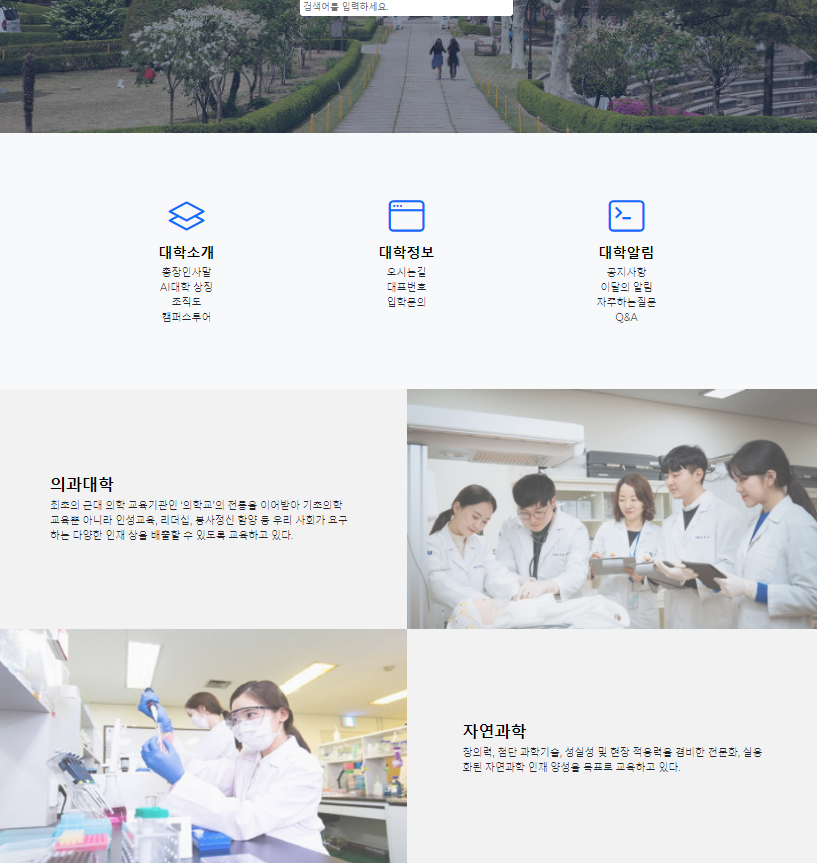 검색어를 입력하세요.
대학소개
총장인사말
AI대학 상징
조직도
캠퍼스투어
대학정보
오시는길
대표번호
입학문의
대학알림
공지사항
이달의 알림
자주하는질문
Q&A
의과대학
최초의 근대 의학 교육기관인 '의학교'의 전통을 이어받아 기초의학
교육뿐 아니라 인성교육, 리더십, 봉사정신 함양 등 우리 사회가 요구
하는 다양한 인재 상을 배출할 수 있도록 교육하고 있다.
자연과학
창의력, 첨단 과학기술, 성실성 및 현장 적응력을 겸비한 전문화, 실용
화된 자연과학 인재 양성을 목표로 교육하고 있다.